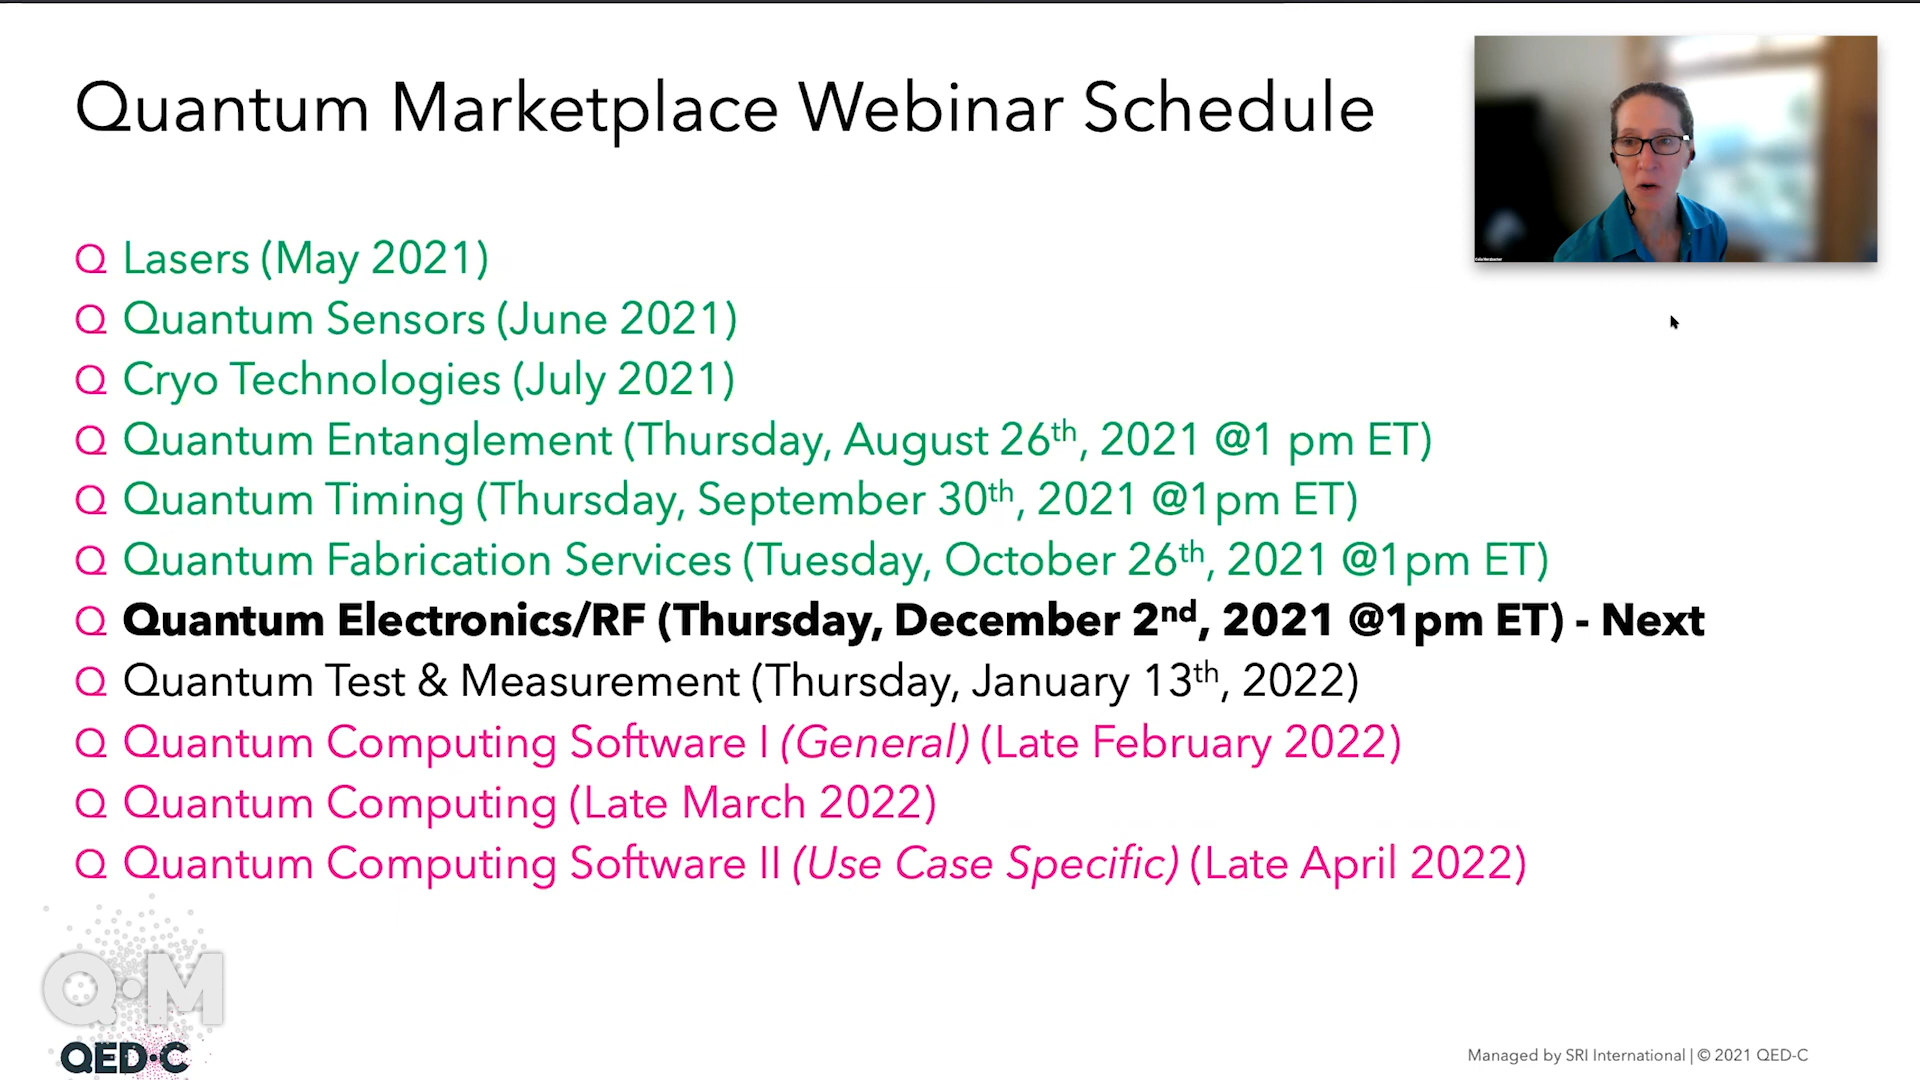 Quantum Marketplace Webinar Schedule
Q Lasers (May 2021)
Q Quantum Sensors (June 2021)
Q Cryo Technologies (July 2021)
Q Quantum Entanglement (Thursday, August 26th, 2021 @1 pm ET)
Q Quantum Timing (Thursday, September 30th, 2021 @1pm ET)
Q Quantum Fabrication Services (Tuesday, October 26th, 2021 @1pm ET)
Q Quantum Electronics/RF (Thursday, December 2nd, 2021 @1pm ET) - Next
Q Quantum Test & Measurement (Thursday, January 13th, 2022)
Q Quantum Computing Software I (General) (Late February 2022)
Q Quantum Computing (Late March 2022)
Q Quantum Computing Software II (Use Case Specific) (Late April 2022)
Q·M
QED·C
Managed by SRI International | © 2021 QED-C